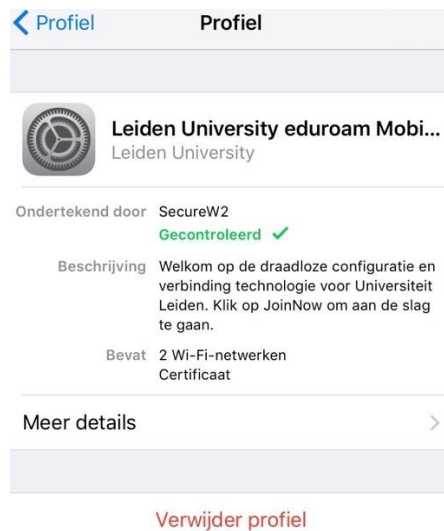 Profiel Profiel
Leiden University eduroam Mobi...
Leiden University
Ondertekend door SecureW2
Gecontroleerd ✓
Beschrijving Welkom op de draadloze configuratie en
verbinding technologie voor Universiteit
Leiden. Klik op JoinNow om aan de slag
te gaan.
Bevat 2 Wi-Fi-netwerken
Certificaat
Meer details
Verwijder profiel